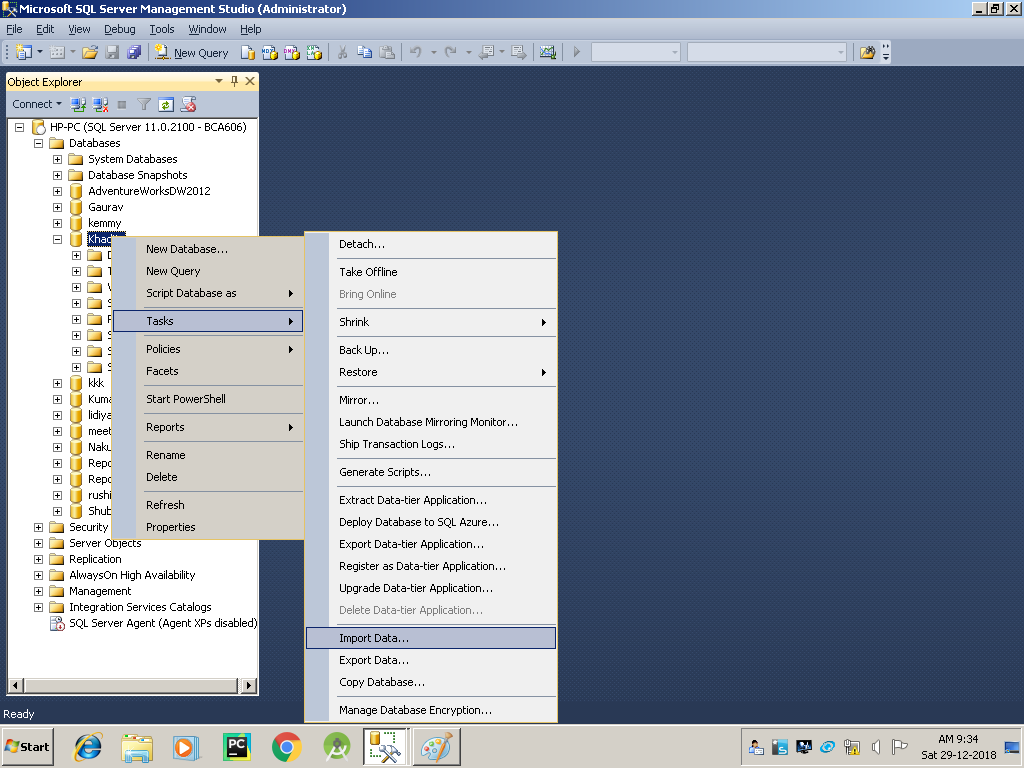 Microsoft SQL Server Management Studio (Administrator)
File Edit View Debug Tools Window Help
New Query
Object Explorer
Connect
HP-PC (SQL Server 11.0.2100 - BCA606)
Databases
System Databases
Database Snapshots
AdventureWorksDW2012
Gaurav
kemmy
kkk
Security
Server Objects
Replication
AlwaysOn High Availability
Management
Integration Services Catalogs
SQL Server Agent (Agent XPs disabled)
New Database...
New Query
Script Database as
Tasks
Policies
Facets
Start PowerShell
Reports
Rename
Delete
Refresh
Properties
Detach...
Take Offline
Bring Online
Shrink
Back Up...
Restore
Mirror...
Launch Database Mirroring Monitor...
Ship Transaction Logs...
Generate Scripts...
Extract Data-tier Application...
Deploy Database to SQL Azure...
Export Data-tier Application...
Register as Data-tier Application...
Upgrade Data-tier Application...
Delete Data-tier Application...
Import Data...
Export Data...
Copy Database...
Manage Database Encryption...
Ready
Start
PC
AM 9:34
Sat 29-12-2018